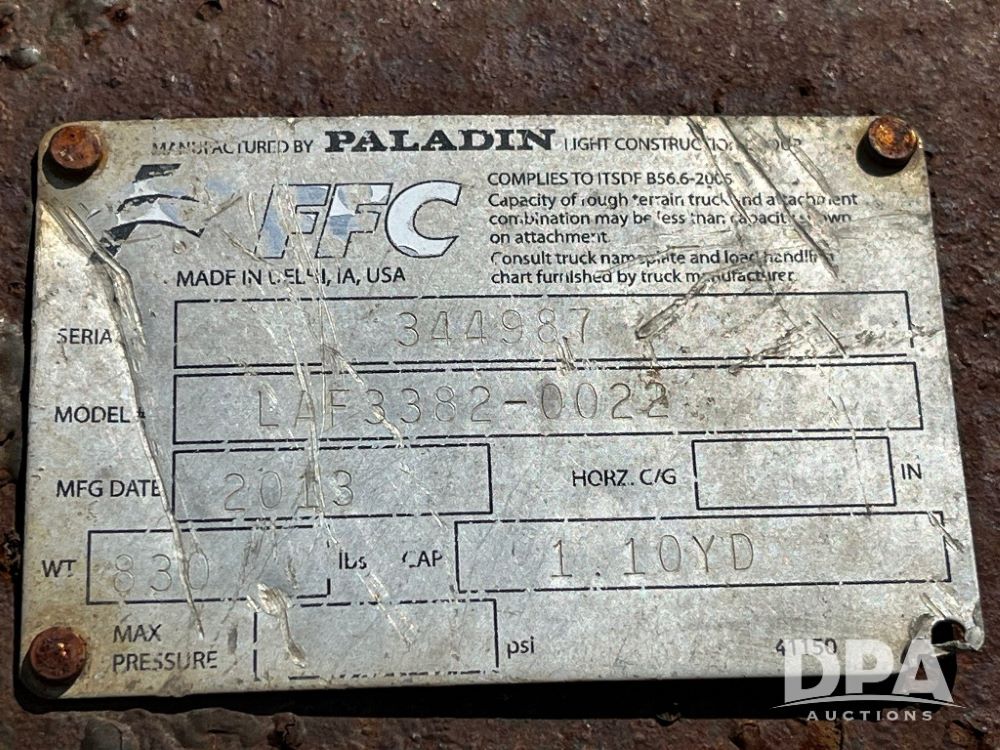 MANUFACTURED BY PALADIN LIGHT CONSTRUCTION GROUP
FFC
COMPLIES TO ITSDF B56.6-2005
Capacity of rough terrain truck and attachment
combination may be less than capacity shown
on attachment.
Consult truck nameplate and load handling
chart furnished by truck manufacturer.
MADE IN DELHI, IA, USA
SERIAL 344987
MODEL # LAF3382-0022
MFG DATE 2013 HORZ. C/G IN
WT 830 lbs CAP 1.10YD
MAX
PRESSURE psi 41150
DPA
AUCTIONS